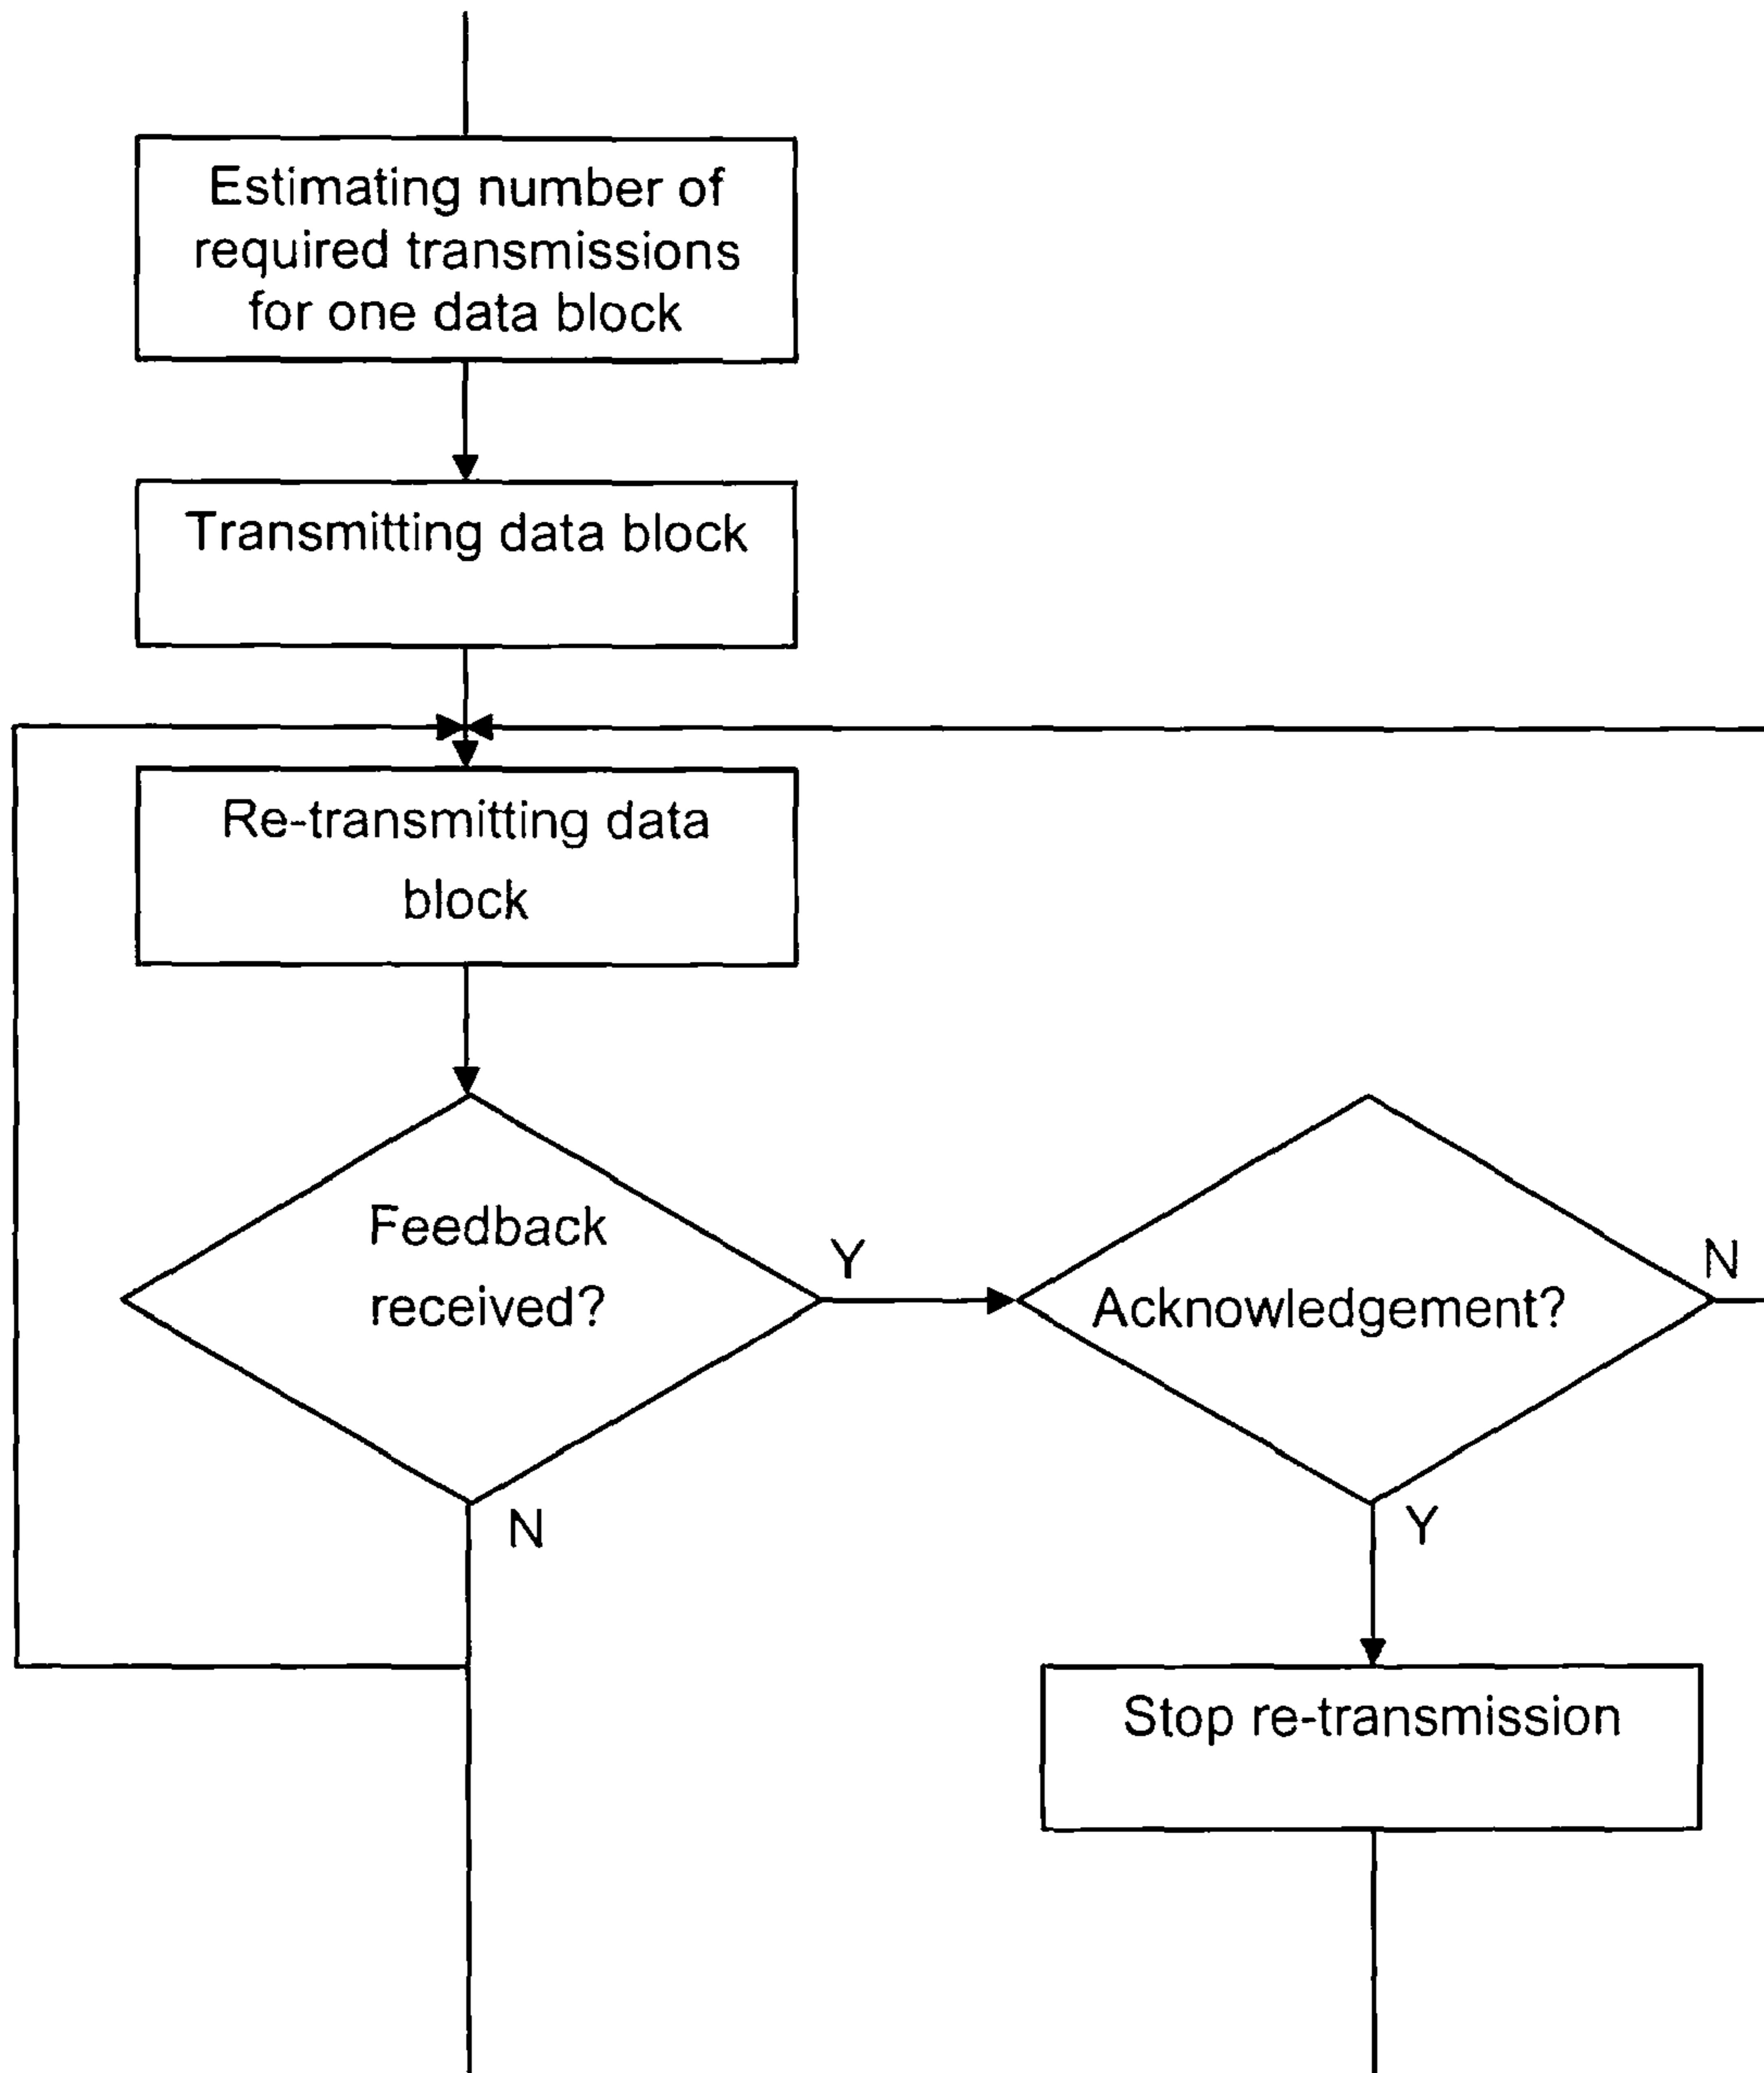 Estimating number of
required transmissions
for one data block
Transmitting data block
Re-transmitting data
block
Feedback
received?
Y
N
Acknowledgement?
N
Y
Stop re-transmission